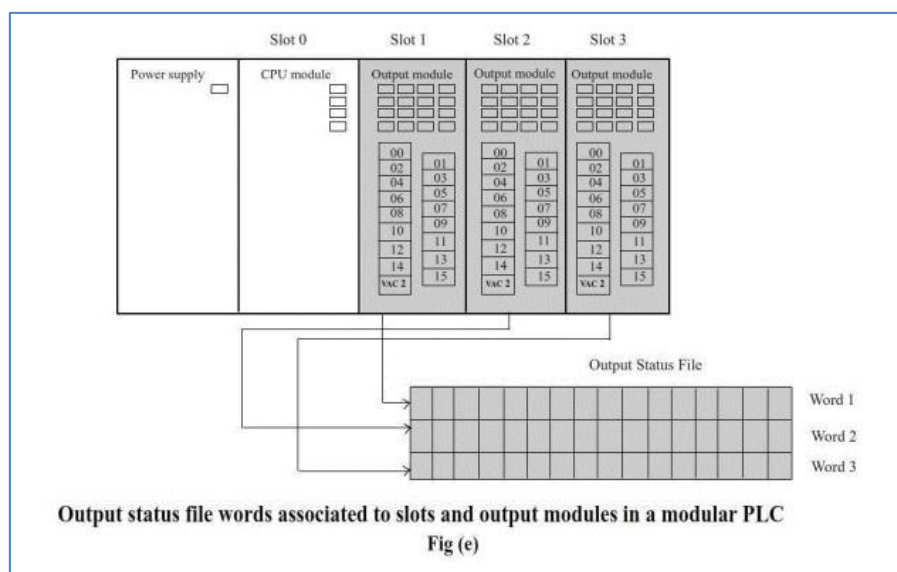 Slot 0 Slot 1 Slot 2 Slot 3
Power supply CPU module Output module Output module Output module
00 00 00
01 01 01
02 02 02
03 03 03
04 04 04
05 05 05
06 06 06
07 07 07
08 08 08
09 09 09
10 10 10
11 11 11
12 12 12
13 13 13
14 14 14
15 15 15
VAC 2 VAC 2 VAC 2
Output Status File
Word 1
Word 2
Word 3
Output status file words associated to slots and output modules in a modular PLC
Fig (e)